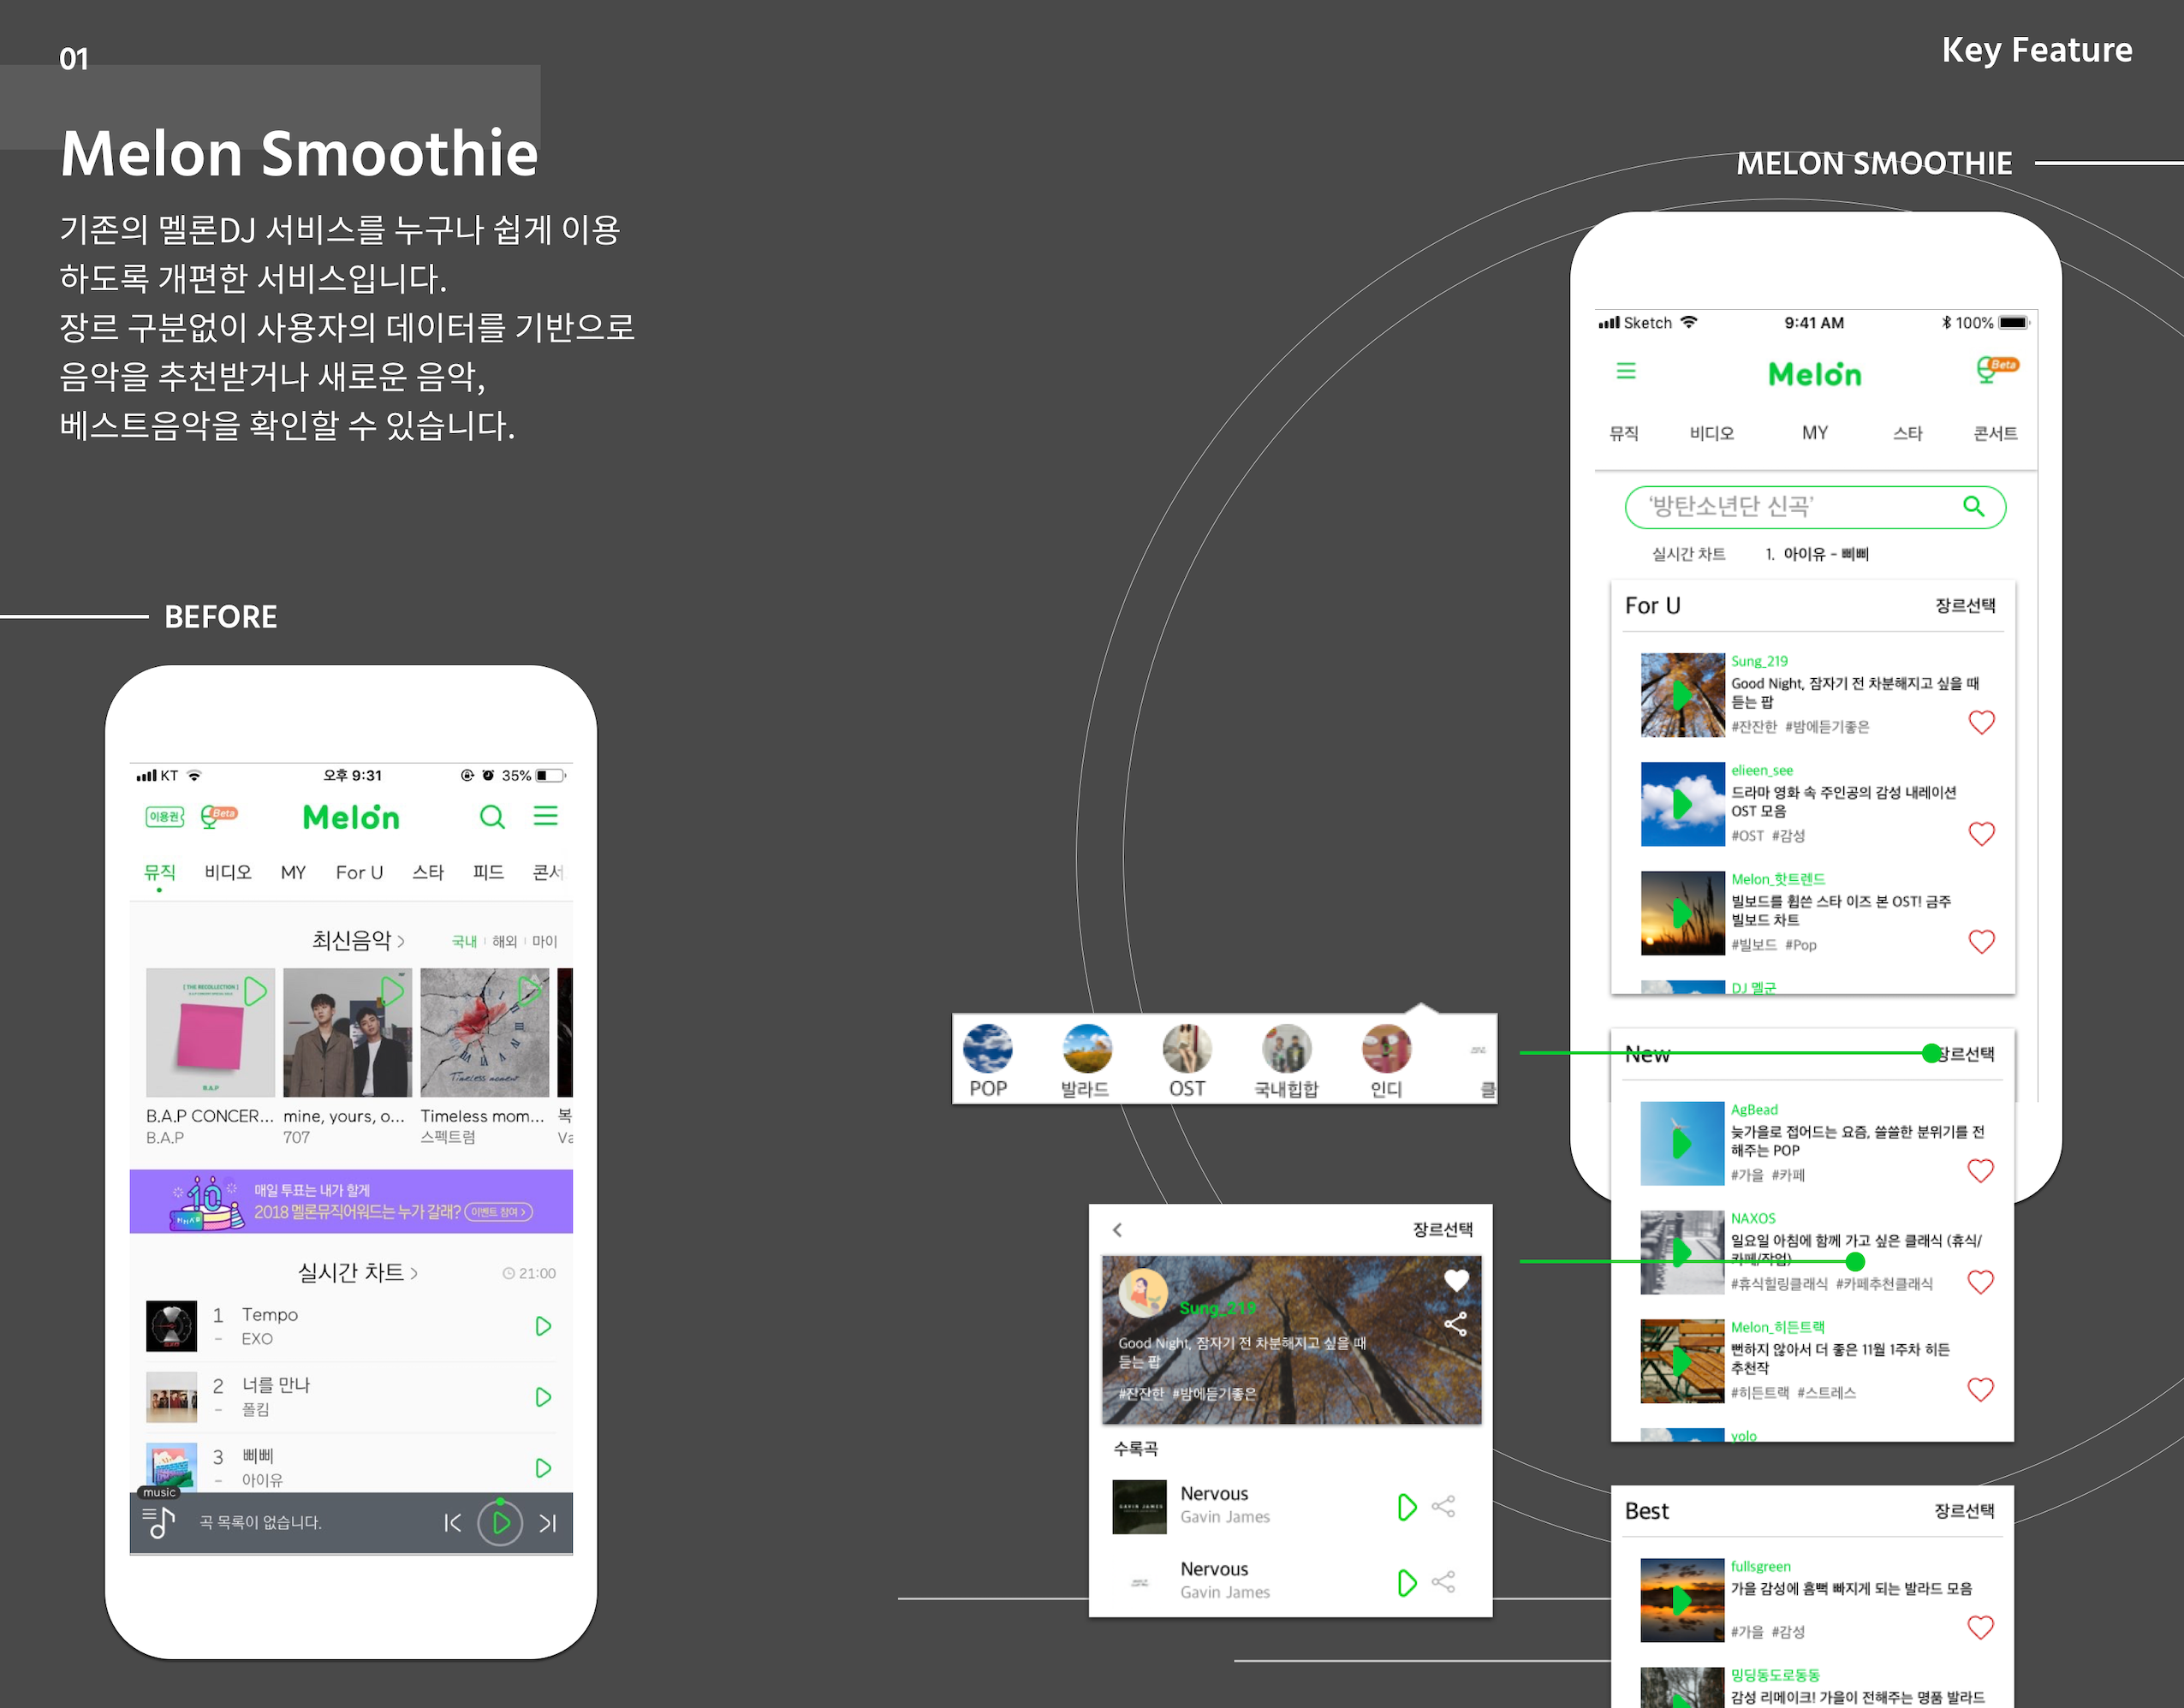 01
Key Feature
Melon Smoothie
기존의 멜론DJ 서비스를 누구나 쉽게 이용
하도록 개편한 서비스입니다.
장르 구분없이 사용자의 데이터를 기반으로
음악을 추천받거나 새로운 음악,
베스트음악을 확인할 수 있습니다.
BEFORE
KT 오후 9:31 35%
이용권 Beta Melon
뮤직 비디오 MY For U 스타 피드 콘서
최신음악 국내 해외 마이
[ THE RECOLLECTION ]
B.A.P
Timeless moment
B.A.P CONCER... mine, yours, o... Timeless mom... 복
B.A.P 707 스펙트럼 Va
10
매일 투표는 내가 할게
2018 멜론뮤직어워드는 누가 갈래? 이벤트 참여
실시간 차트 21:00
1 Tempo
EXO
2 너를 만나
폴킴
3 삐삐
아이유
music
곡 목록이 없습니다.
MELON SMOOTHIE
Sketch 9:41 AM 100%
Melon Beta
뮤직 비디오 MY 스타 콘서트
‘방탄소년단 신곡’
실시간 차트 1. 아이유 - 삐삐
For U 장르선택
Sung_219
Good Night, 잠자기 전 차분해지고 싶을 때
듣는 팝
#잔잔한 #밤에듣기좋은
elieen_see
드라마 영화 속 주인공의 감성 내레이션
OST 모음
#OST #감성
Melon_핫트렌드
빌보드를 휩쓴 스타 이즈 본 OST! 금주
빌보드 차트
#빌보드 #Pop
DJ 멜군
POP 발라드 OST 국내힙합 인디 클
New 장르선택
AgBead
늦가을로 접어드는 요즘, 쓸쓸한 분위기를 전
해주는 POP
#가을 #카페
NAXOS
일요일 아침에 함께 가고 싶은 클래식 (휴식/
카페/작업)
#휴식힐링클래식 #카페추천클래식
Melon_히든트랙
뻔하지 않아서 더 좋은 11월 1주차 히든
추천작
#히든트랙 #스트레스
yolo
장르선택
Sung_219
Good Night, 잠자기 전 차분해지고 싶을 때
듣는 팝
#잔잔한 #밤에듣기좋은
수록곡
GAVIN JAMES
Nervous
Gavin James
Nervous
Gavin James
Best 장르선택
fullsgreen
가을 감성에 흠뻑 빠지게 되는 발라드 모음
#가을 #감성
밍딩동도로동동
감성 리메이크! 가을이 전해주는 명품 발라드